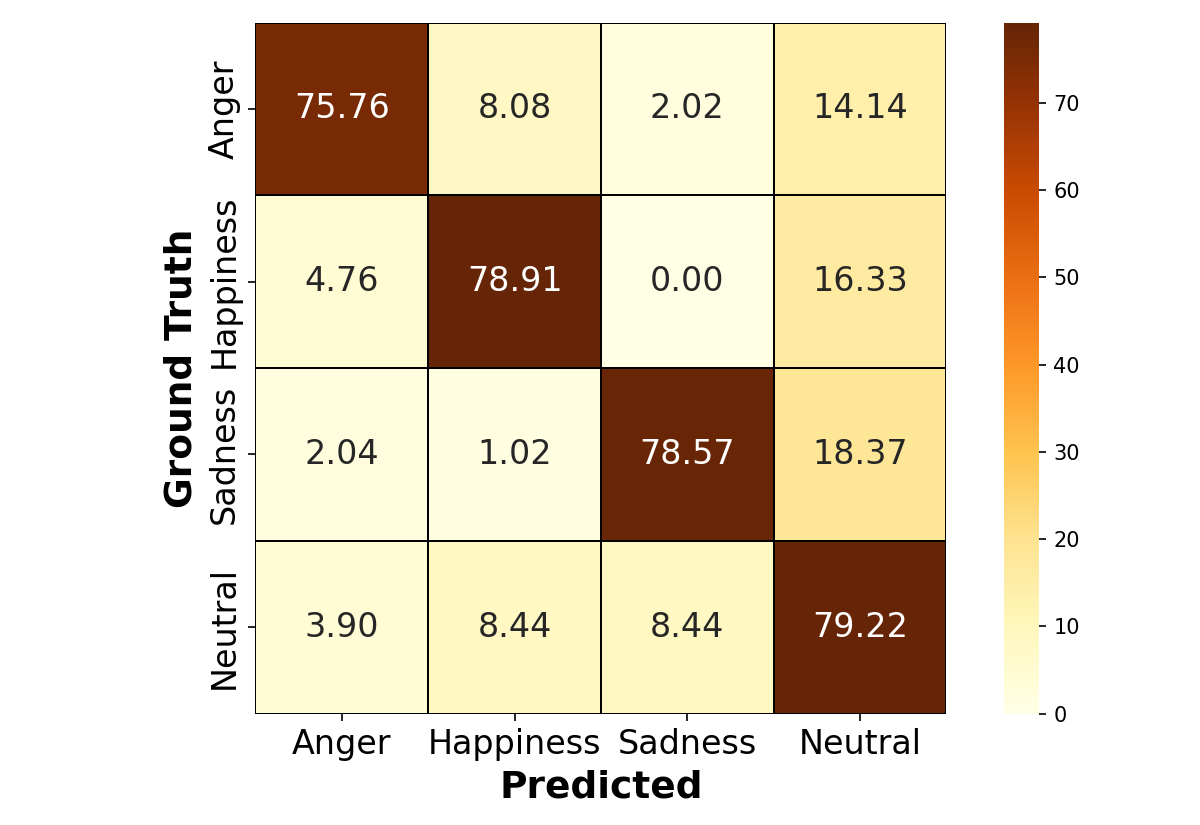 Ground Truth
Anger
75.76 8.08 2.02 14.14
Happiness
4.76 78.91 0.00 16.33
Sadness
2.04 1.02 78.57 18.37
Neutral
3.90 8.44 8.44 79.22
Anger Happiness Sadness Neutral
Predicted
70
60
50
40
30
20
10
0